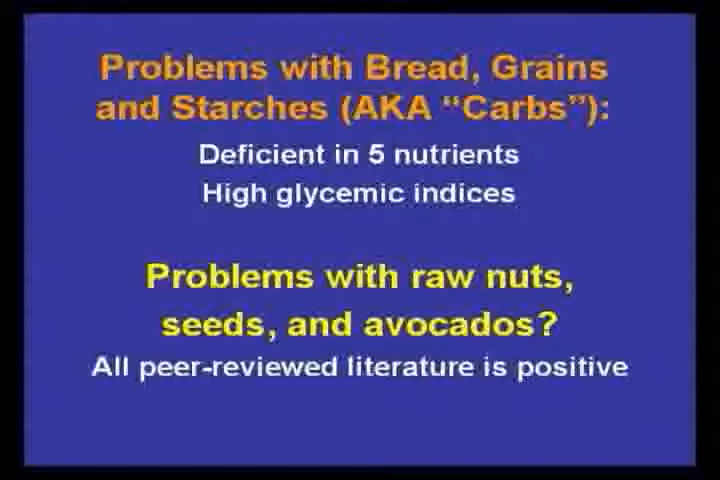 Problems with Bread, Grains
and Starches (AKA “Carbs”):
Deficient in 5 nutrients
High glycemic indices
Problems with raw nuts,
seeds, and avocados?
All peer-reviewed literature is positive